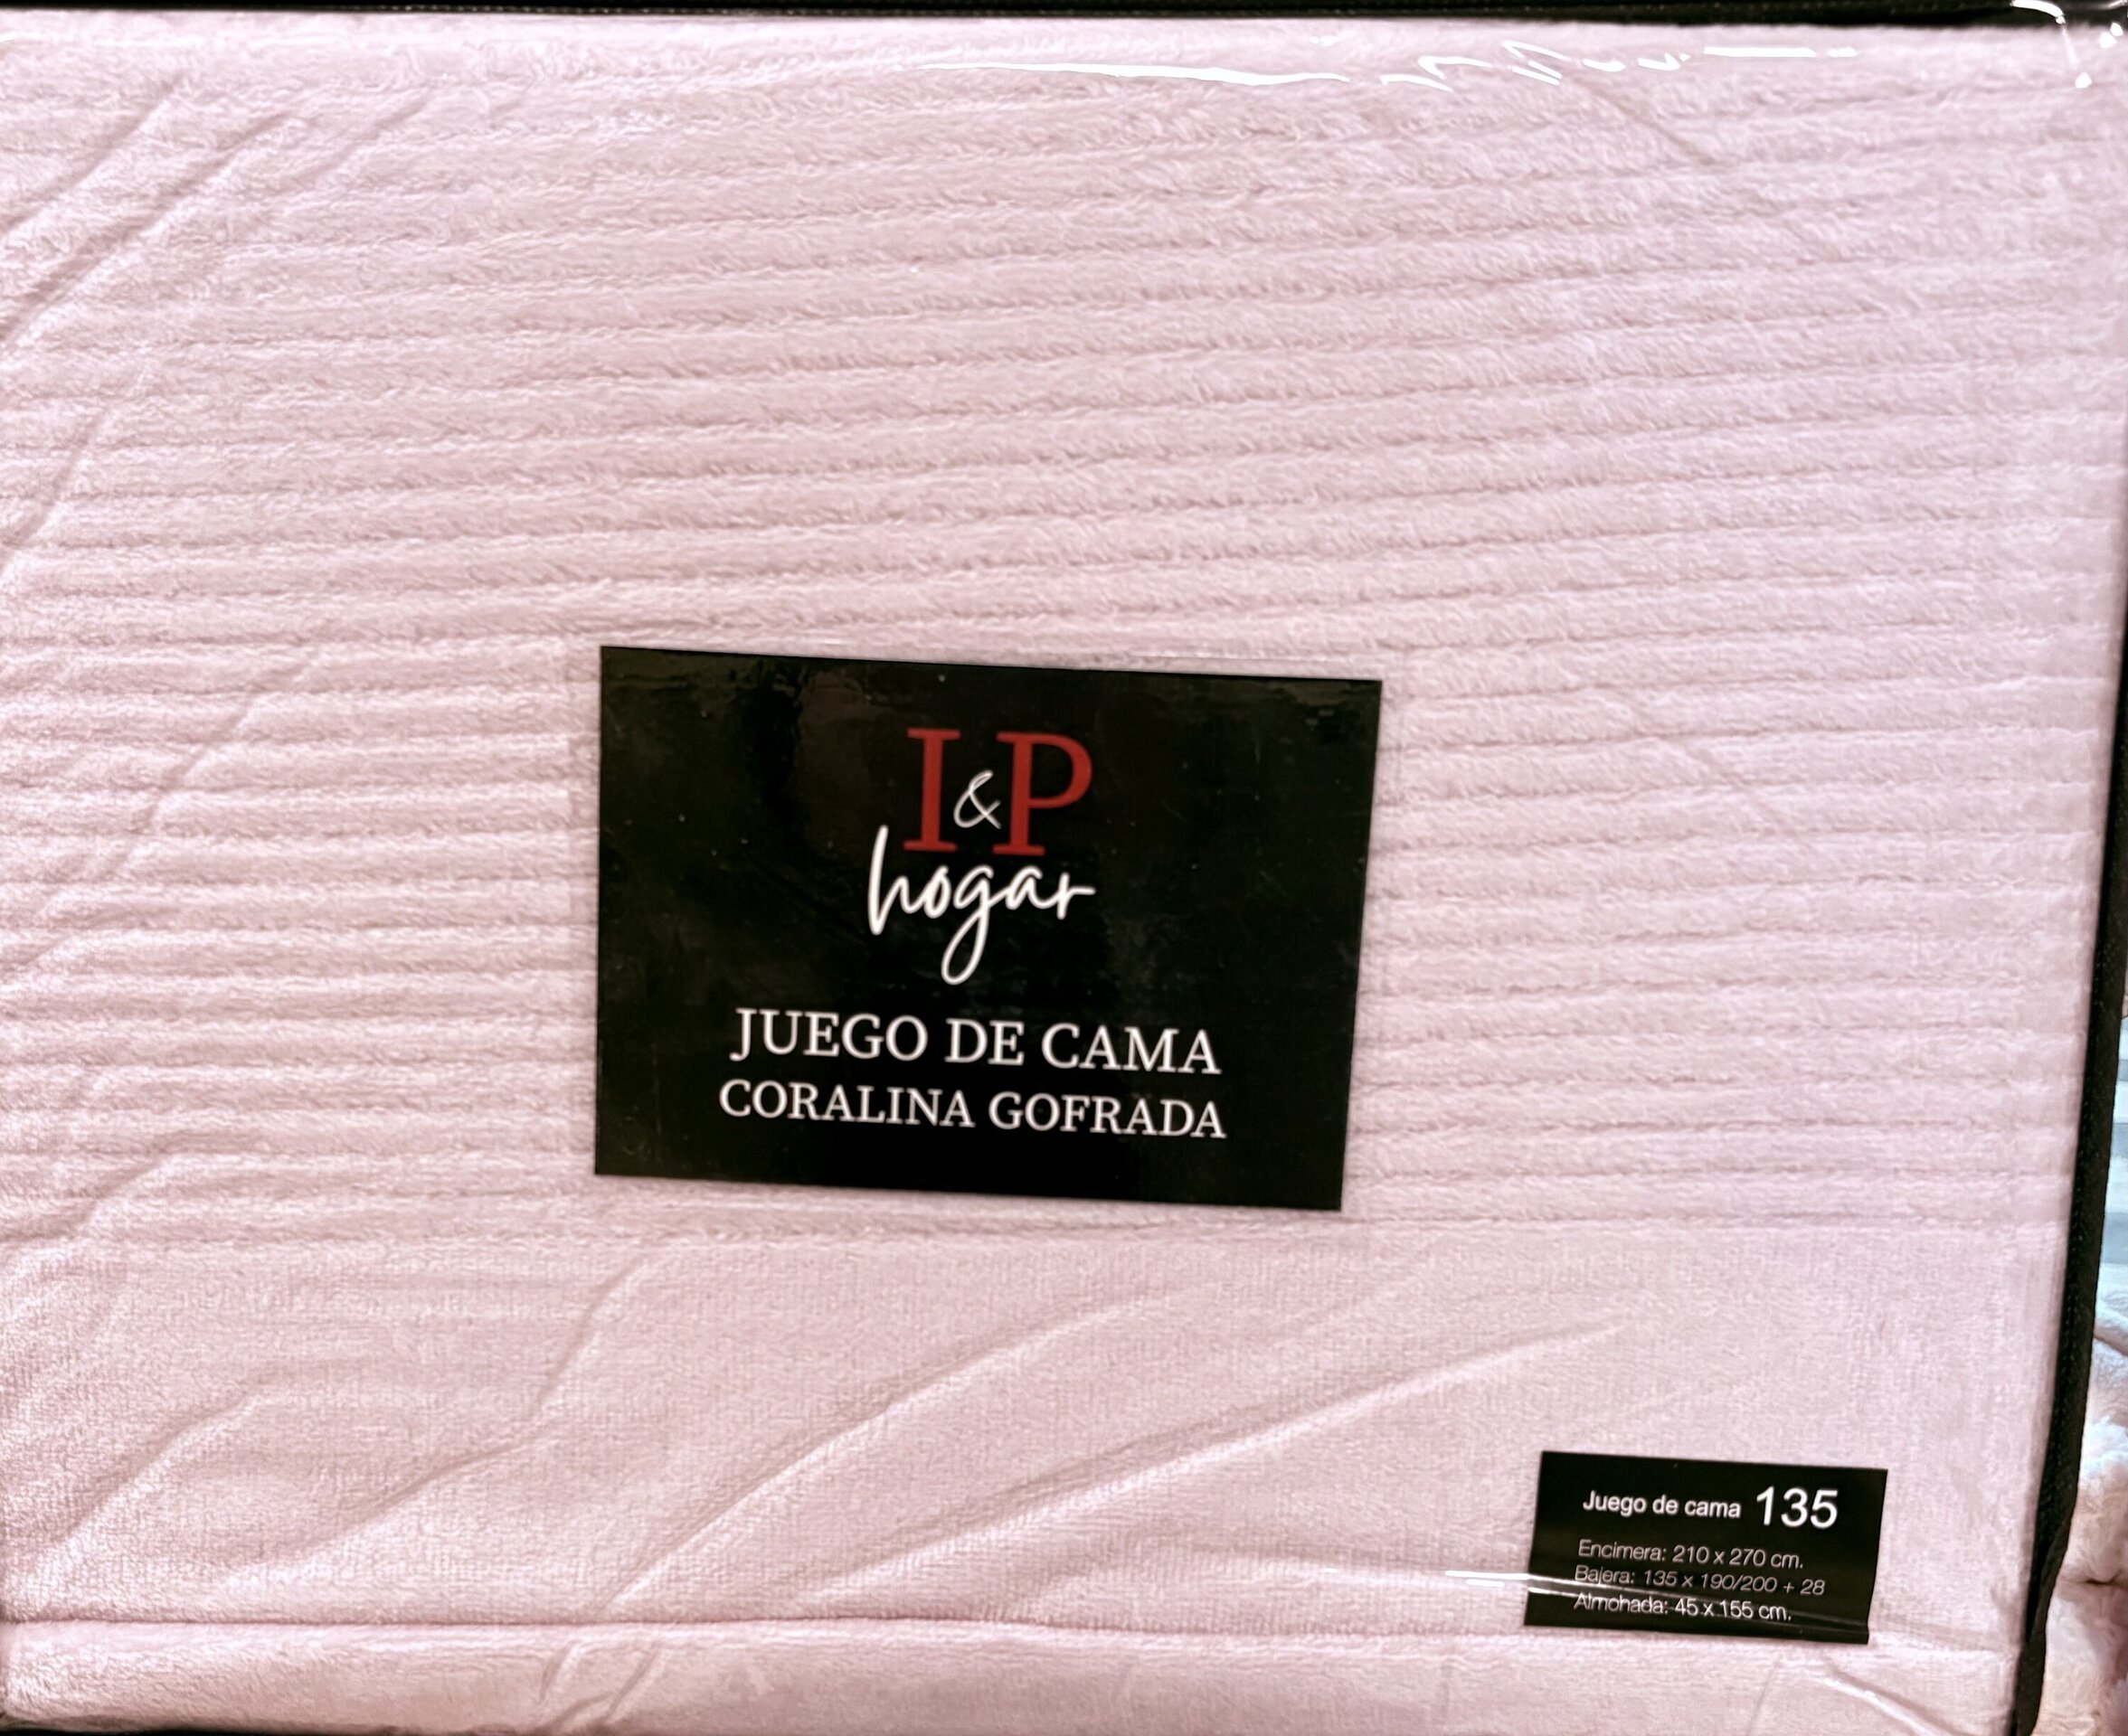 I&P
hogar
JUEGO DE CAMA
CORALINA GOFRADA
Juego de cama 135
Encimera: 210 x 270 cm.
Bajera: 135 x 190/200 + 28
Almohada: 45 x 155 cm.